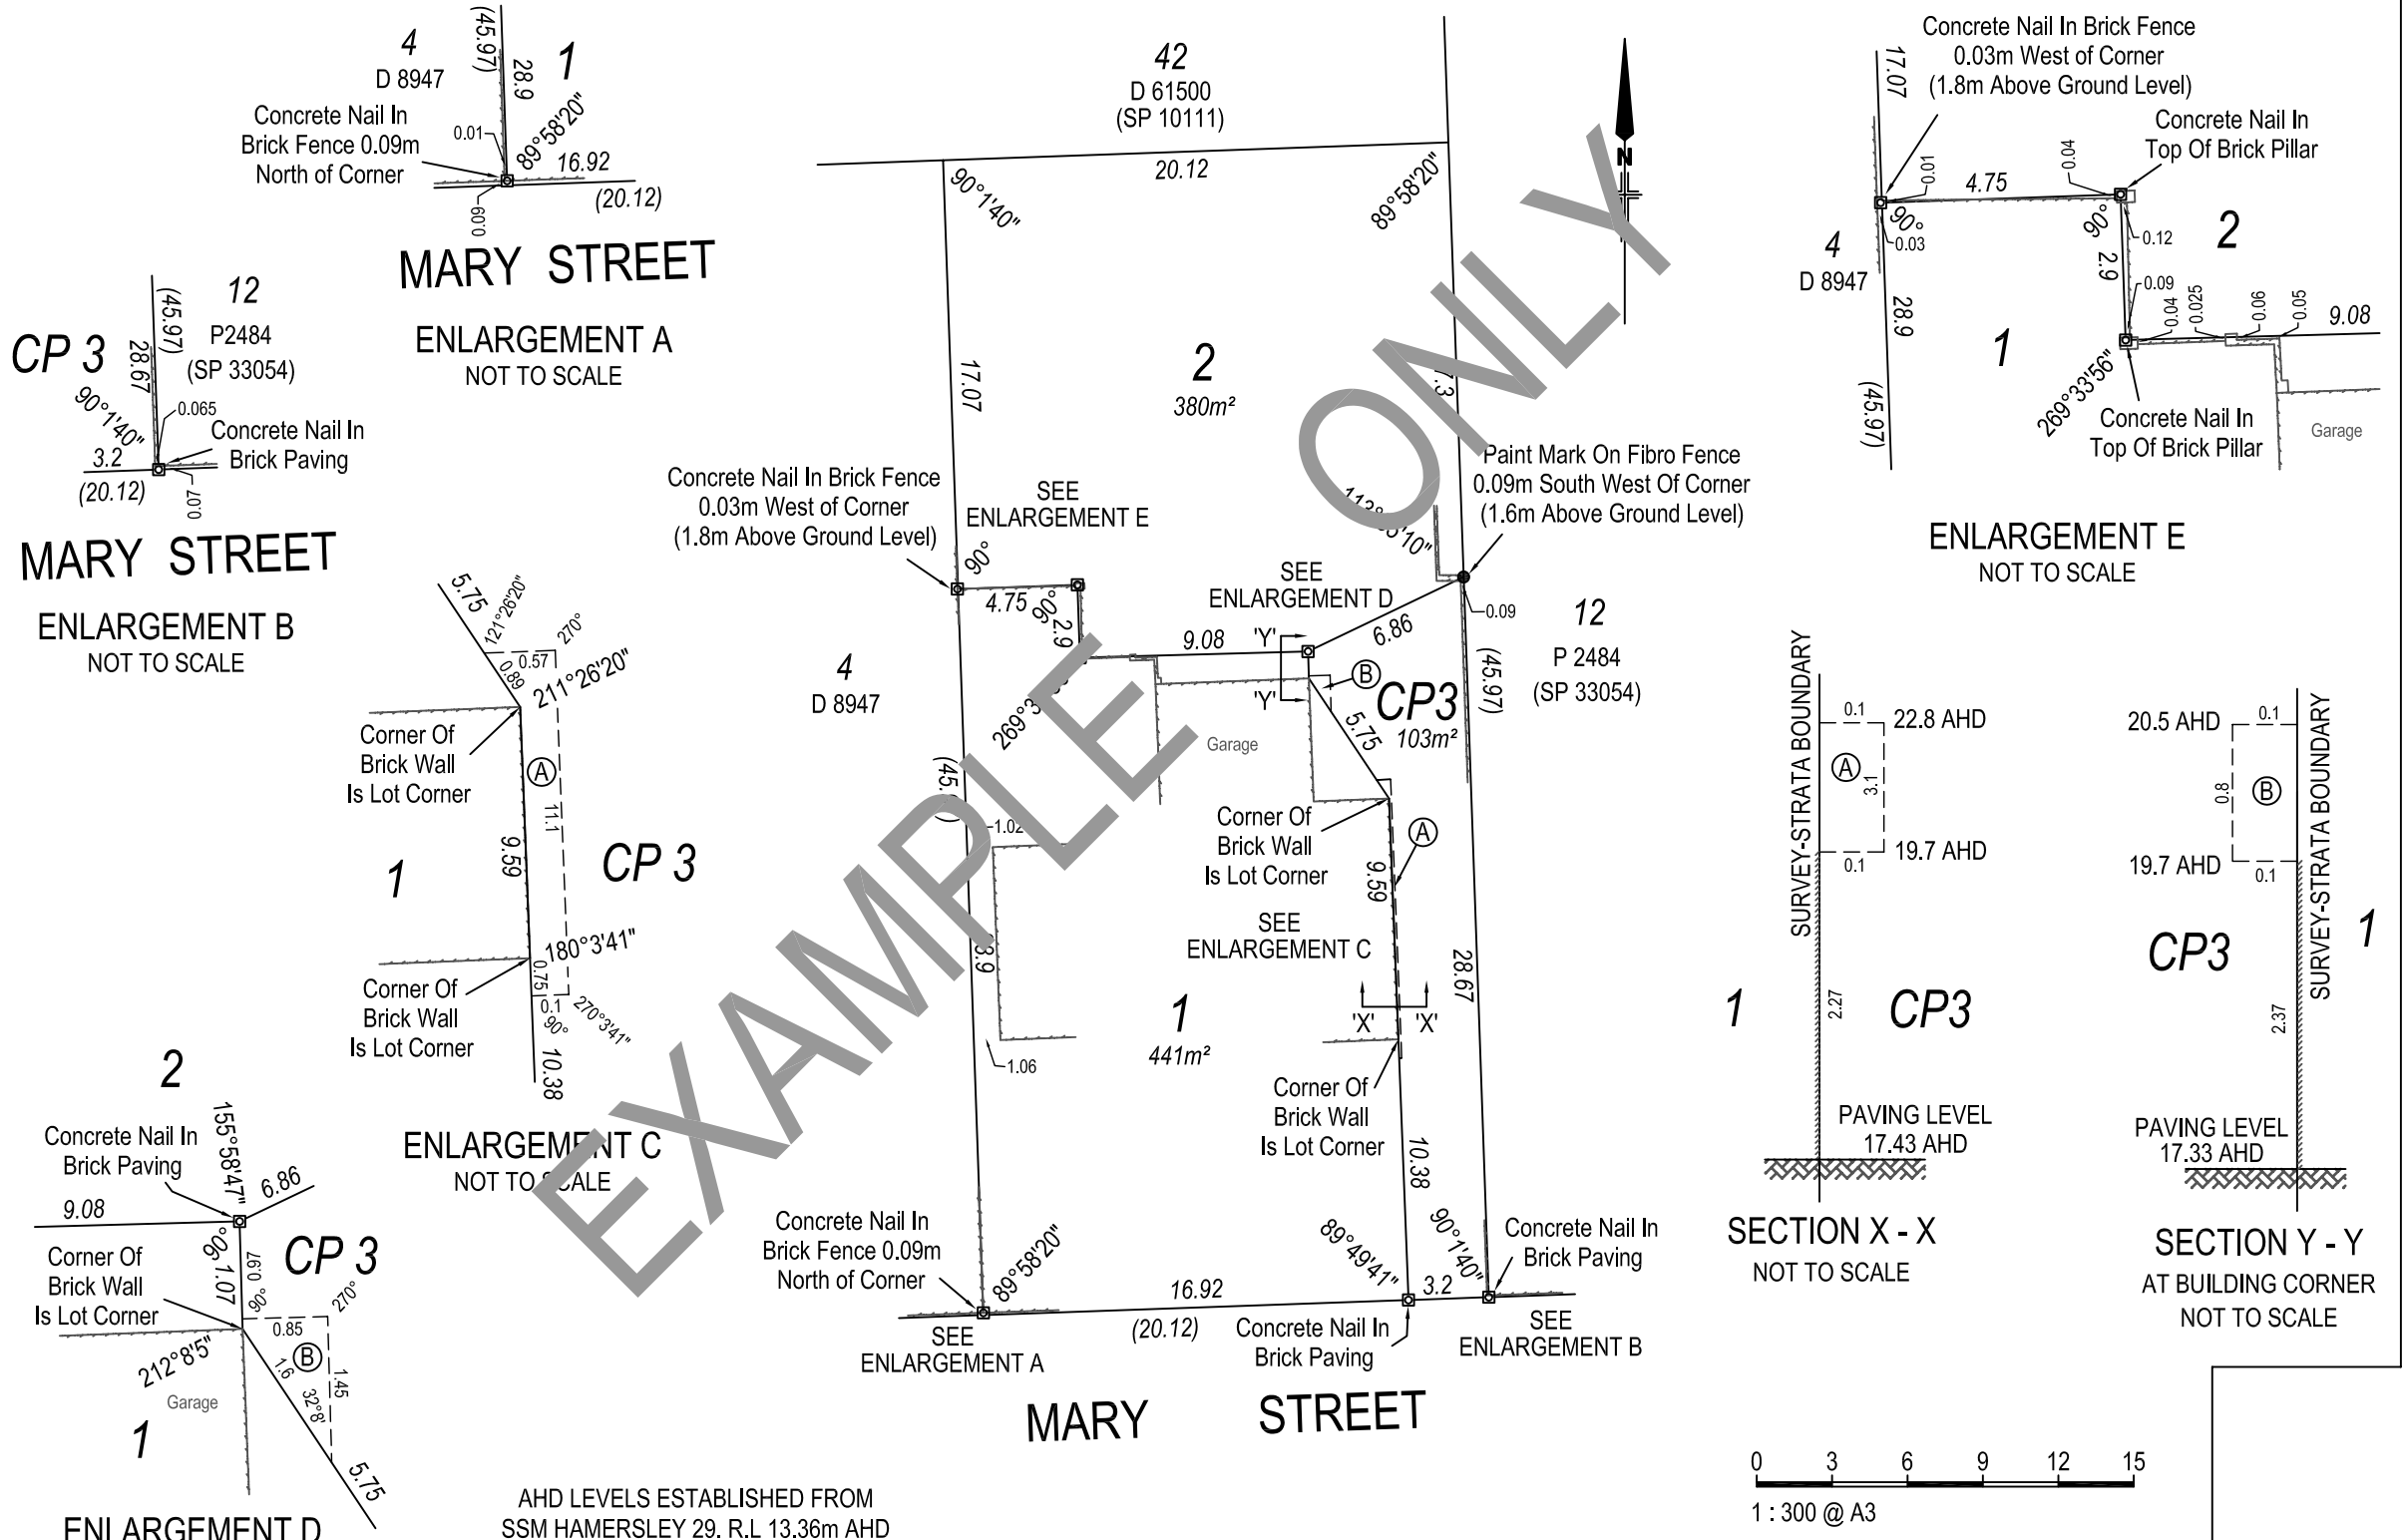 4
D 8947
(45.97)
28.9
1
Concrete Nail In
Brick Fence 0.09m
North of Corner
0.01
89°58'20"
16.92
(20.12)
0.09
MARY STREET
ENLARGEMENT A
NOT TO SCALE
CP 3
(45.97)
28.67
12
P2484
(SP 33054)
90°1'40"
0.065
Concrete Nail In
Brick Paving
3.2
(20.12)
0.07
MARY STREET
ENLARGEMENT B
NOT TO SCALE
5.75
121°26'20"
270°
0.57
0.89
211°26'20"
Corner Of
Brick Wall
Is Lot Corner
A
11.1
9.59
1
CP 3
180°3'41"
Corner Of
Brick Wall
Is Lot Corner
0.75
0.1
90°
270°3'41"
10.38
ENLARGEMENT C
NOT TO SCALE
2
Concrete Nail In
Brick Paving
155°58'47"
6.86
9.08
Corner Of
Brick Wall
Is Lot Corner
90°
1.07
0.97
90°
CP 3
270°
0.85
B
212°8'5"
1.6
32°8'
1.45
Garage
1
5.75
ENLARGEMENT D
AHD LEVELS ESTABLISHED FROM
SSM HAMERSLEY 29. R.L 13.36m AHD
42
D 61500
(SP 10111)
20.12
90°1'40"
89°58'20"
N
17.07
2
380m²
Concrete Nail In Brick Fence
0.03m West of Corner
(1.8m Above Ground Level)
SEE
ENLARGEMENT E
Paint Mark On Fibro Fence
0.09m South West Of Corner
(1.6m Above Ground Level)
90°
4.75
90°
2.9
SEE
ENLARGEMENT D
9.08
'Y'
'Y'
6.86
0.09
12
P 2484
(SP 33054)
(45.97)
B
CP3
103m²
4
D 8947
5.75
Garage
Corner Of
Brick Wall
Is Lot Corner
A
9.59
1.02
SEE
ENLARGEMENT C
28.67
'X'
'X'
1
441m²
1.06
Corner Of
Brick Wall
Is Lot Corner
10.38
Concrete Nail In
Brick Fence 0.09m
North of Corner
89°58'20"
89°49'41"
90°1'40"
Concrete Nail In
Brick Paving
16.92
3.2
(20.12)
SEE
ENLARGEMENT A
Concrete Nail In
Brick Paving
SEE
ENLARGEMENT B
MARY STREET
EXAMPLE ONLY
Concrete Nail In Brick Fence
0.03m West of Corner
(1.8m Above Ground Level)
17.07
Concrete Nail In
Top Of Brick Pillar
0.01
4.75
0.04
90°
0.03
90°
0.12
2
4
D 8947
2.9
0.09
0.04
0.025
0.06
0.05
9.08
28.9
1
(45.97)
269°33'56"
Concrete Nail In
Top Of Brick Pillar
Garage
ENLARGEMENT E
NOT TO SCALE
SURVEY-STRATA BOUNDARY
0.1
22.8 AHD
A
3.1
0.1
19.7 AHD
1
2.27
CP3
PAVING LEVEL
17.43 AHD
SECTION X - X
NOT TO SCALE
20.5 AHD
0.1
0.8
B
SURVEY-STRATA BOUNDARY
19.7 AHD
0.1
CP3
1
2.37
PAVING LEVEL
17.33 AHD
SECTION Y - Y
AT BUILDING CORNER
NOT TO SCALE
0 3 6 9 12 15
1 : 300 @ A3